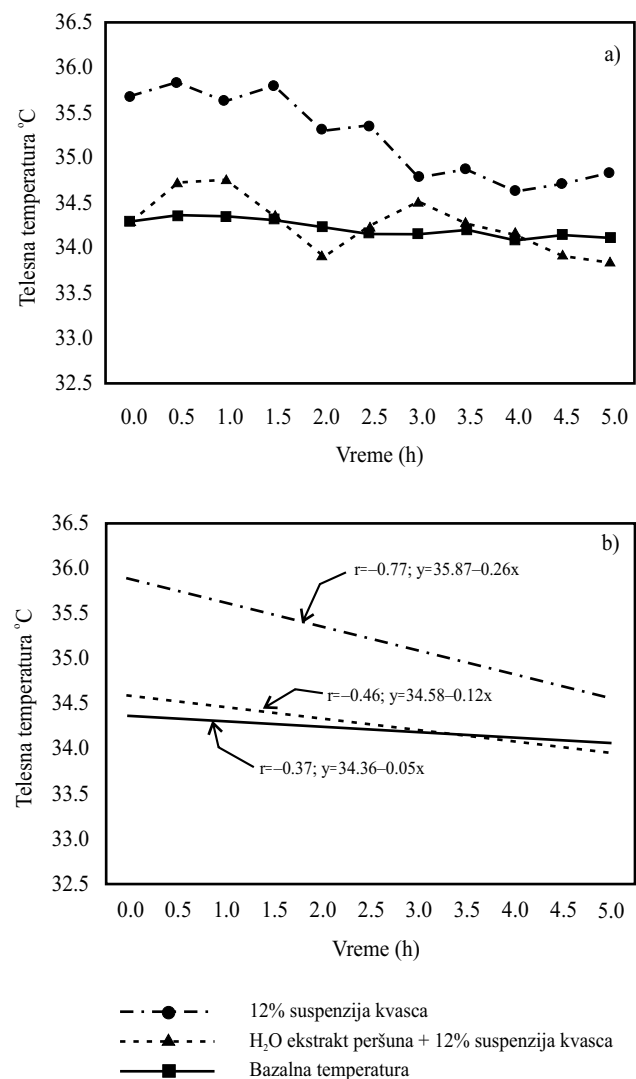 36.5
a)
36.0
35.5
35.0
34.5
34.0
33.5
33.0
32.5
Telesna temperatura °C
0.0 0.5 1.0 1.5 2.0 2.5 3.0 3.5 4.0 4.5 5.0
Vreme (h)
36.5
b)
36.0
35.5
35.0
34.5
34.0
33.5
33.0
32.5
Telesna temperatura °C
r=–0.77; y=35.87–0.26x
r=–0.46; y=34.58–0.12x
r=–0.37; y=34.36–0.05x
0.0 0.5 1.0 1.5 2.0 2.5 3.0 3.5 4.0 4.5 5.0
Vreme (h)
12% suspenzija kvasca
H₂O ekstrakt peršuna + 12% suspenzija kvasca
Bazalna temperatura